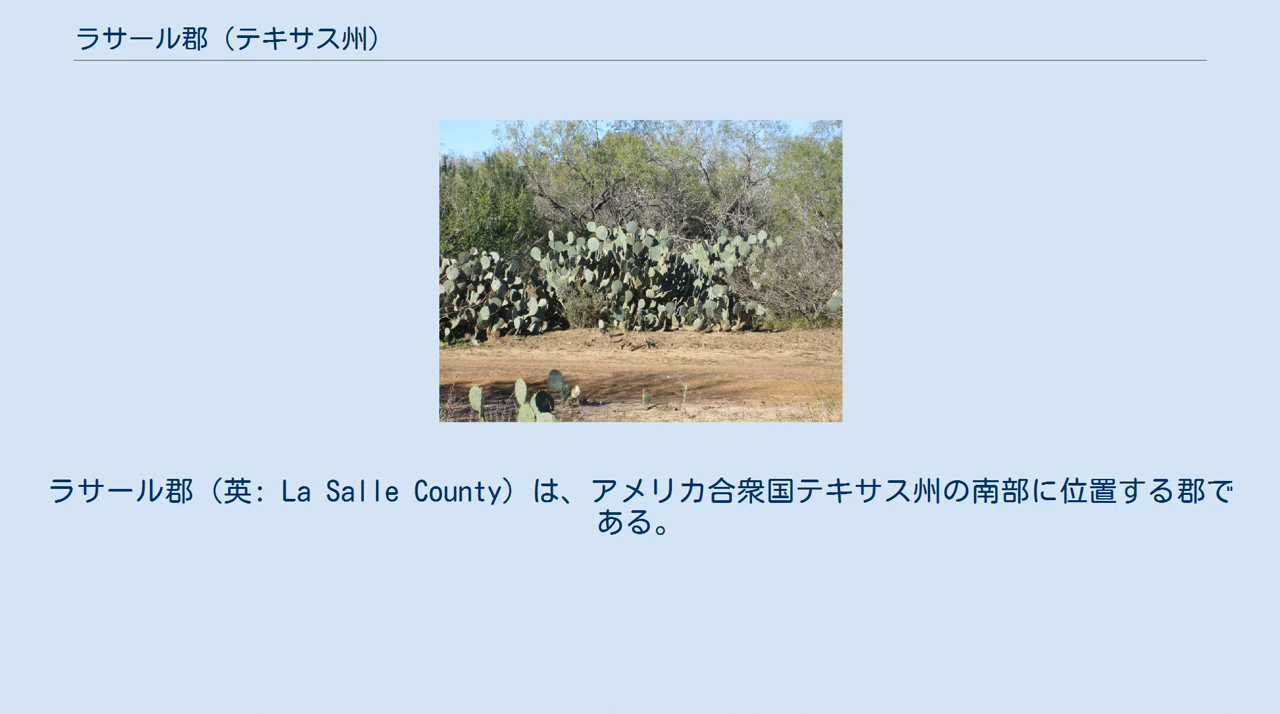 ラサール郡（テキサス州）
ラサール郡（英: La Salle County）は、アメリカ合衆国テキサス州の南部に位置する郡で
ある。